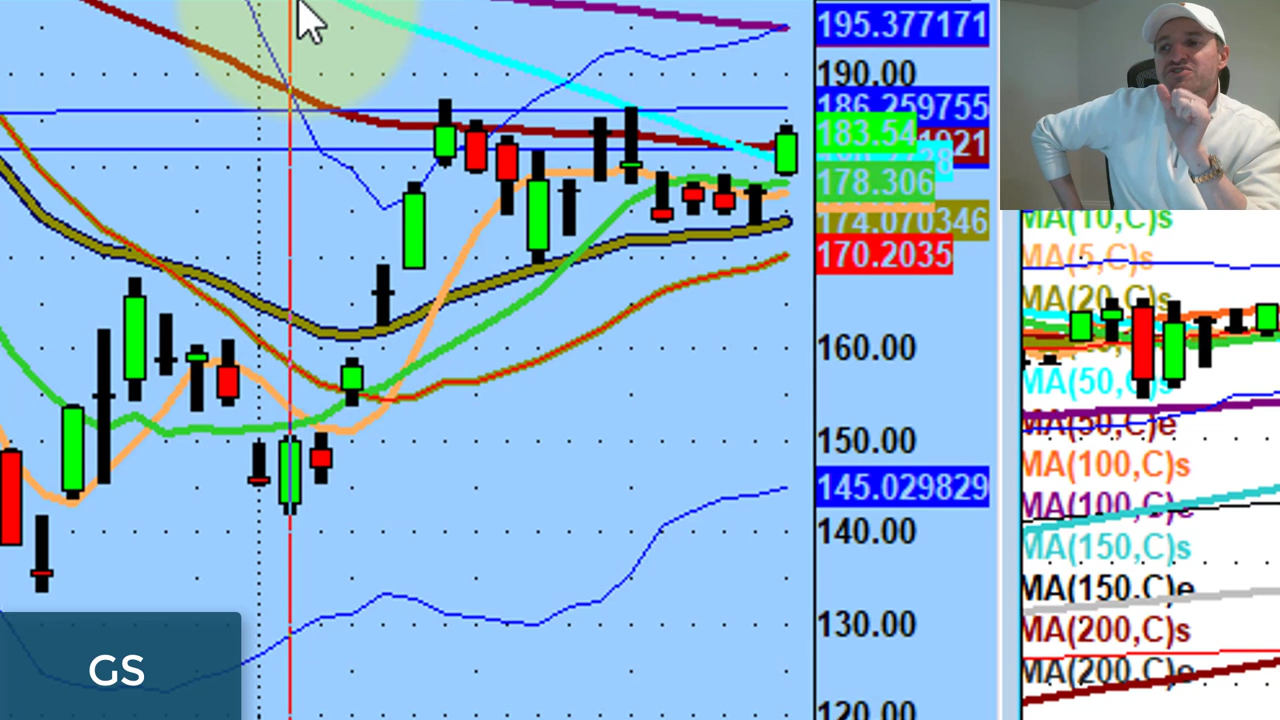 195.377171
190.00
186.259755
183.54
178.306
174.070346
170.2035
160.00
150.00
145.029829
140.00
130.00
120.00
MA(10,C)s
MA(5,C)s
MA(20,C)s
MA(50,C)s
MA(50,C)e
MA(100,C)s
MA(100,C)e
MA(150,C)s
MA(150,C)e
MA(200,C)s
MA(200,C)e
GS